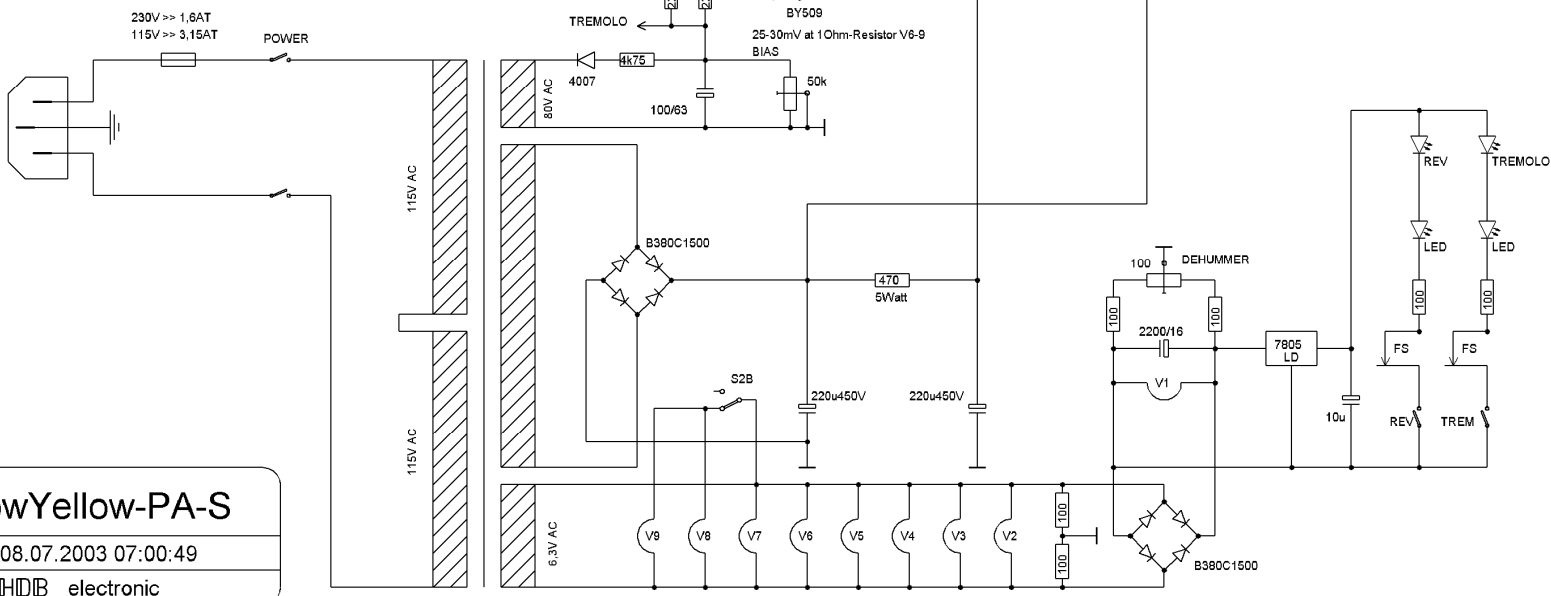 230V >> 1,6AT
115V >> 3,15AT
POWER
TREMOLO
BY509
25-30mV at 1Ohm-Resistor V6-9
BIAS
4k75
4007
50k
100/63
80V AC
115V AC
115V AC
B380C1500
470
5Watt
S2B
220u450V
220u450V
6,3V AC
V9
V8
V7
V6
V5
V4
V3
V2
100
100
B380C1500
100
DEHUMMER
100
100
2200/16
V1
7805
LD
10u
REV
TREMOLO
LED
LED
100
100
FS
FS
REV
TREM
owYellow-PA-S
08.07.2003 07:00:49
HDB electronic